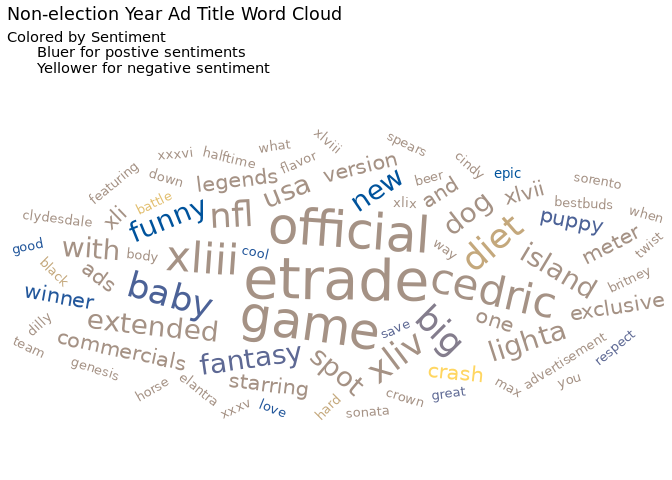 Non-election Year Ad Title Word Cloud
Colored by Sentiment
Bluer for postive sentiments
Yellower for negative sentiment
xlviii
spears
what
xxxvi
halftime
flavor
version
cindy
featuring
down
legends
usa
new
beer
and
epic
sorento
battle
xlix
xlvii
bestbuds
when
clydesdale
xli
funny
nfl
official
dog
puppy
good
with
body
xliii
cool
way
diet
island
meter
twist
black
ads
baby
etrade
cedric
britney
winner
exclusive
dilly
extended
game
save
big
one
lighta
team
commercials
fantasy
spot
xliv
advertisement
respect
genesis
horse
elantra
starring
crash
max
you
xxxv
love
hard
sonata
crown
great